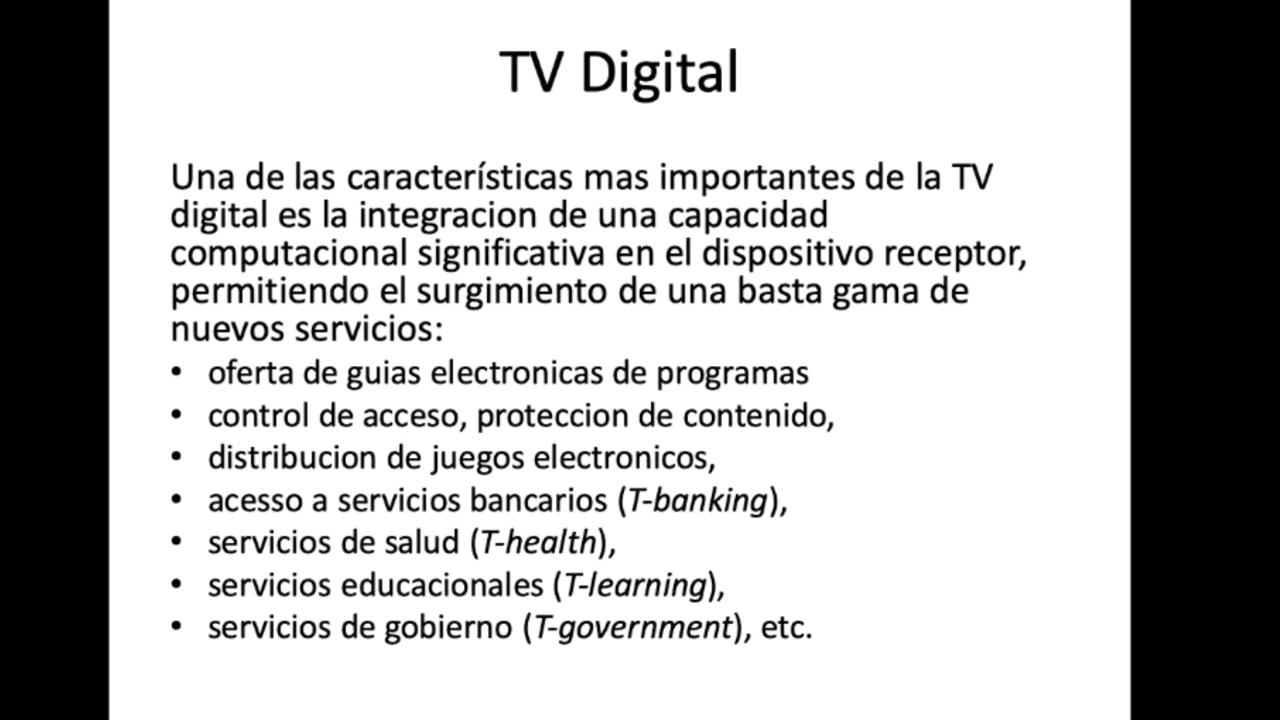 TV Digital
Una de las características mas importantes de la TV
digital es la integracion de una capacidad
computacional significativa en el dispositivo receptor,
permitiendo el surgimiento de una basta gama de
nuevos servicios:
• oferta de guias electronicas de programas
• control de acceso, proteccion de contenido,
• distribucion de juegos electronicos,
• acesso a servicios bancarios (T-banking),
• servicios de salud (T-health),
• servicios educacionales (T-learning),
• servicios de gobierno (T-government), etc.